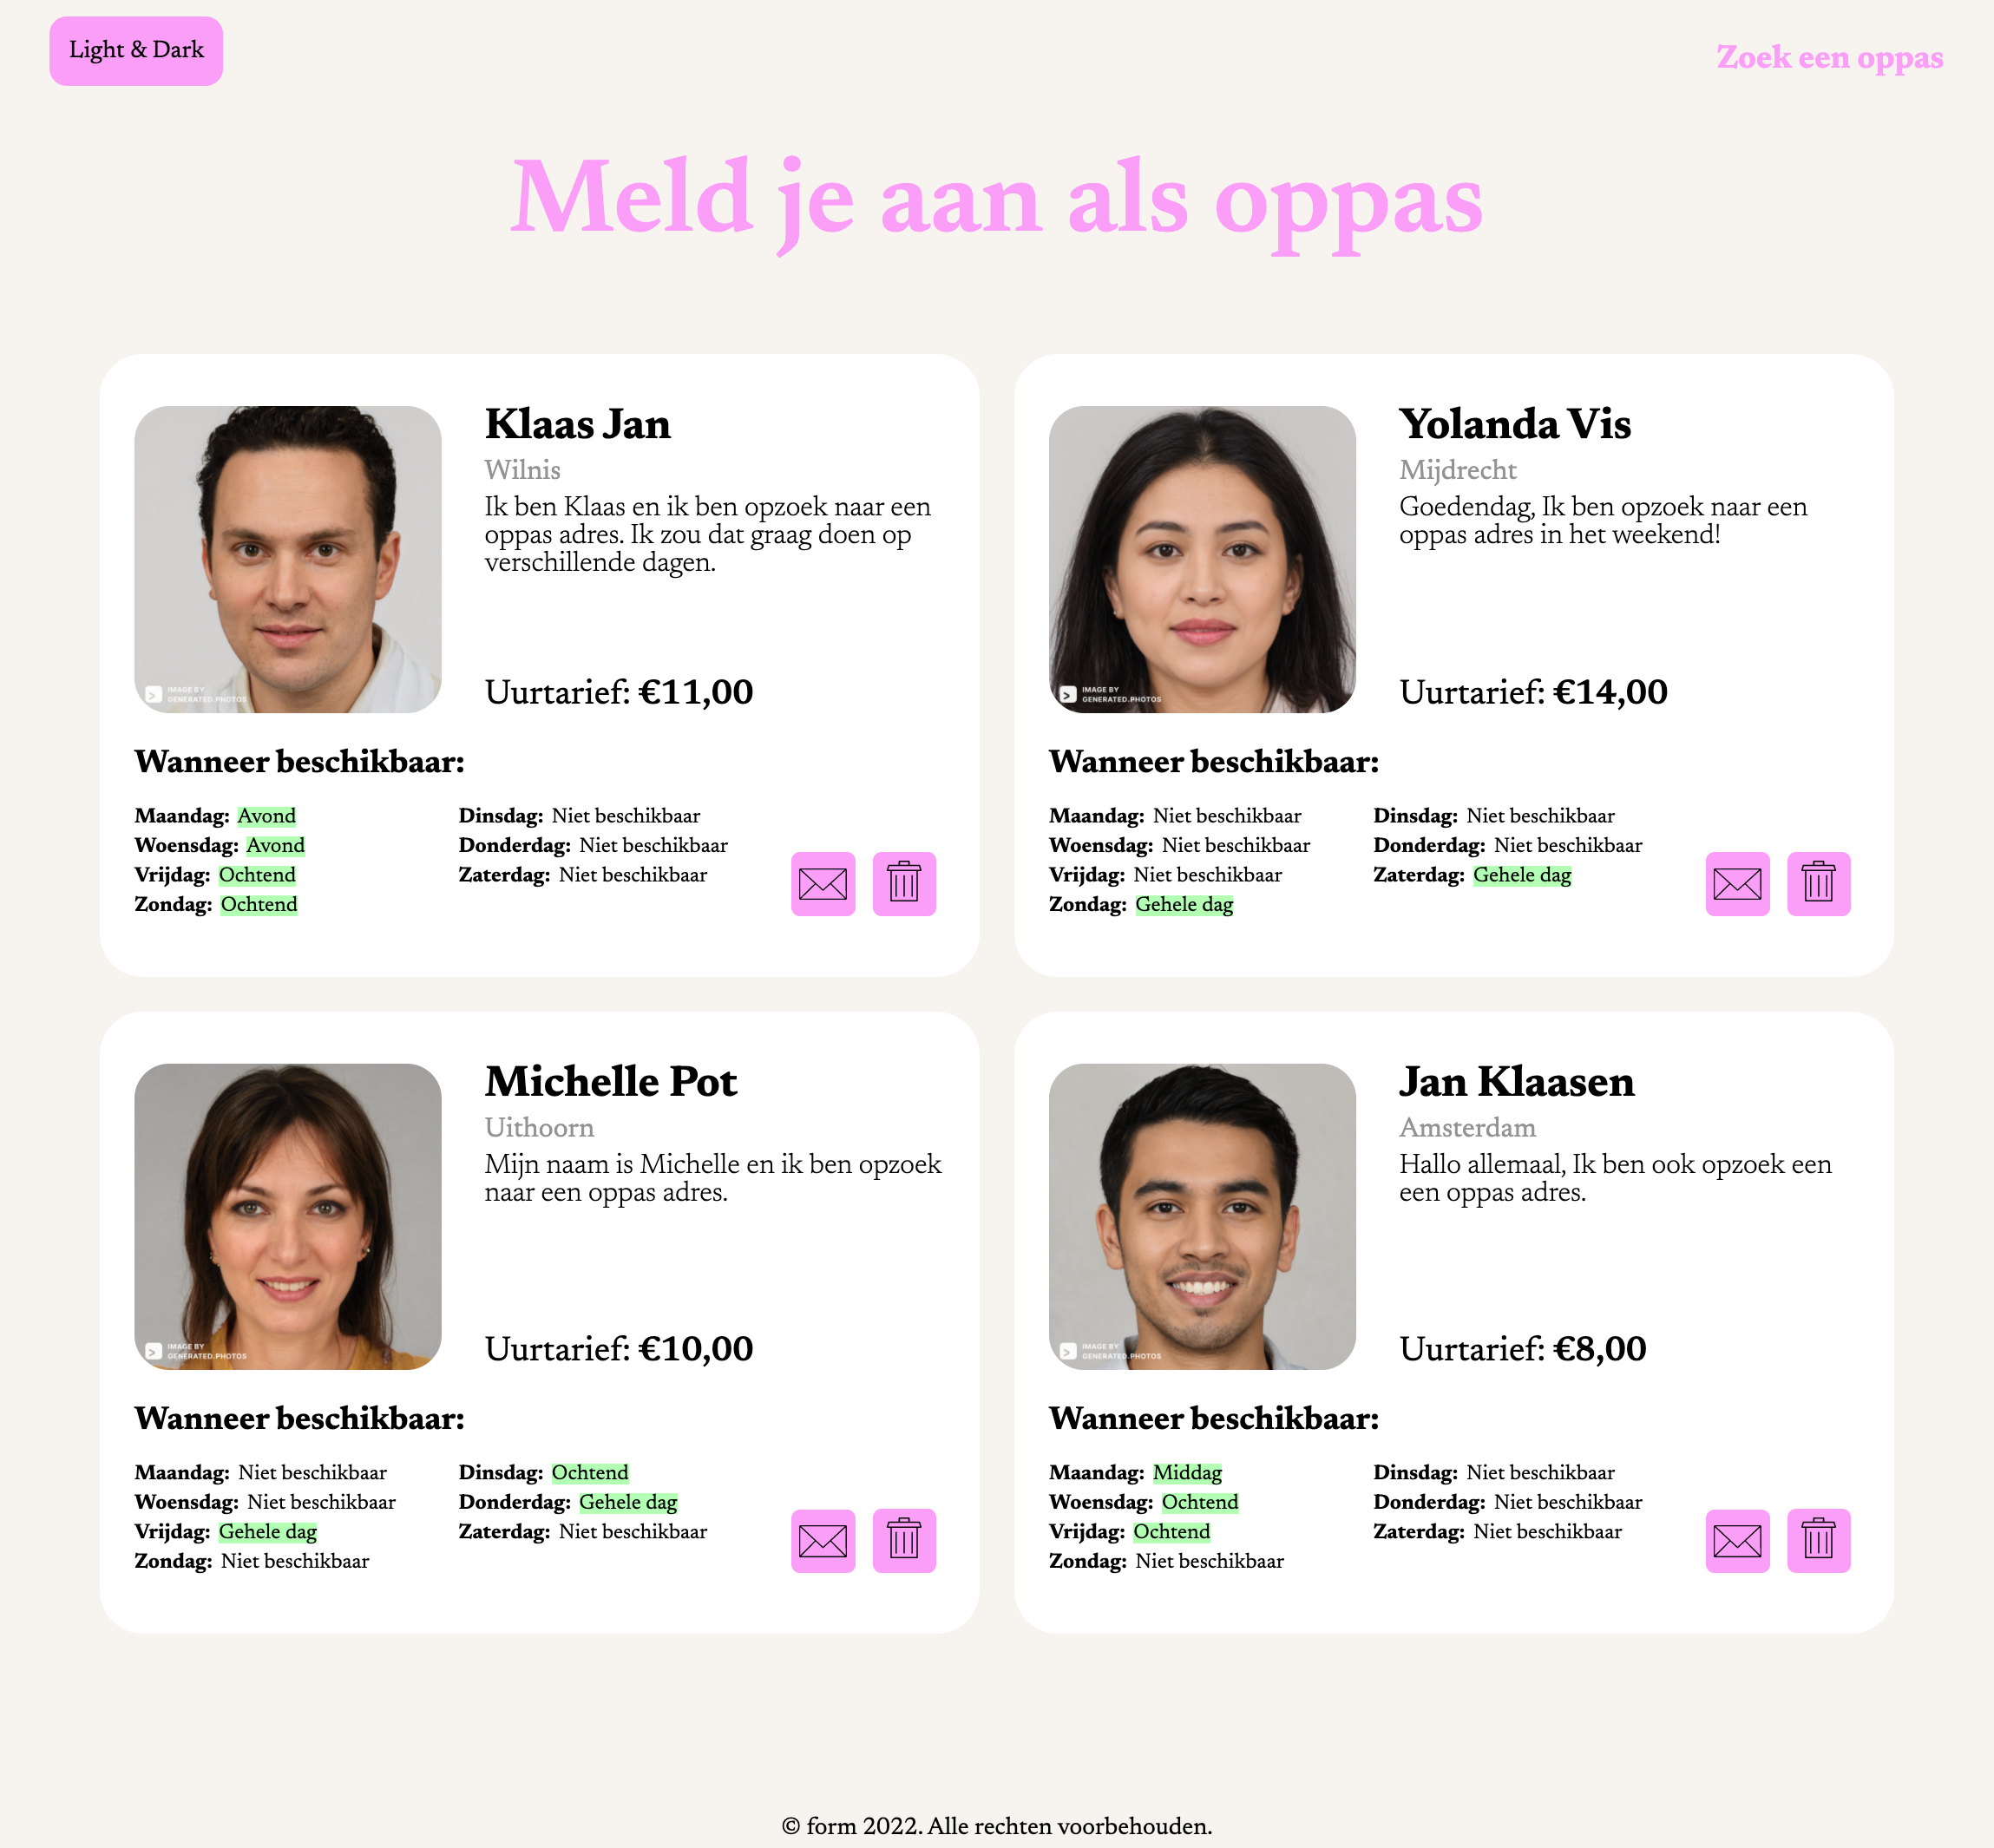 Light & Dark
Zoek een oppas
Meld je aan als oppas
Klaas Jan
Wilnis
Ik ben Klaas en ik ben opzoek naar een
oppas adres. Ik zou dat graag doen op
verschillende dagen.
IMAGE BY
GENERATED.PHOTOS
Uurtarief: €11,00
Wanneer beschikbaar:
Maandag: Avond
Dinsdag: Niet beschikbaar
Woensdag: Avond
Donderdag: Niet beschikbaar
Vrijdag: Ochtend
Zaterdag: Niet beschikbaar
Zondag: Ochtend
Yolanda Vis
Mijdrecht
Goedendag, Ik ben opzoek naar een
oppas adres in het weekend!
IMAGE BY
GENERATED.PHOTOS
Uurtarief: €14,00
Wanneer beschikbaar:
Maandag: Niet beschikbaar
Dinsdag: Niet beschikbaar
Woensdag: Niet beschikbaar
Donderdag: Niet beschikbaar
Vrijdag: Niet beschikbaar
Zaterdag: Gehele dag
Zondag: Gehele dag
Michelle Pot
Uithoorn
Mijn naam is Michelle en ik ben opzoek
naar een oppas adres.
IMAGE BY
GENERATED.PHOTOS
Uurtarief: €10,00
Wanneer beschikbaar:
Maandag: Niet beschikbaar
Dinsdag: Ochtend
Woensdag: Niet beschikbaar
Donderdag: Gehele dag
Vrijdag: Gehele dag
Zaterdag: Niet beschikbaar
Zondag: Niet beschikbaar
Jan Klaasen
Amsterdam
Hallo allemaal, Ik ben ook opzoek een
een oppas adres.
IMAGE BY
GENERATED.PHOTOS
Uurtarief: €8,00
Wanneer beschikbaar:
Maandag: Middag
Dinsdag: Niet beschikbaar
Woensdag: Ochtend
Donderdag: Niet beschikbaar
Vrijdag: Ochtend
Zaterdag: Niet beschikbaar
Zondag: Niet beschikbaar
© form 2022. Alle rechten voorbehouden.